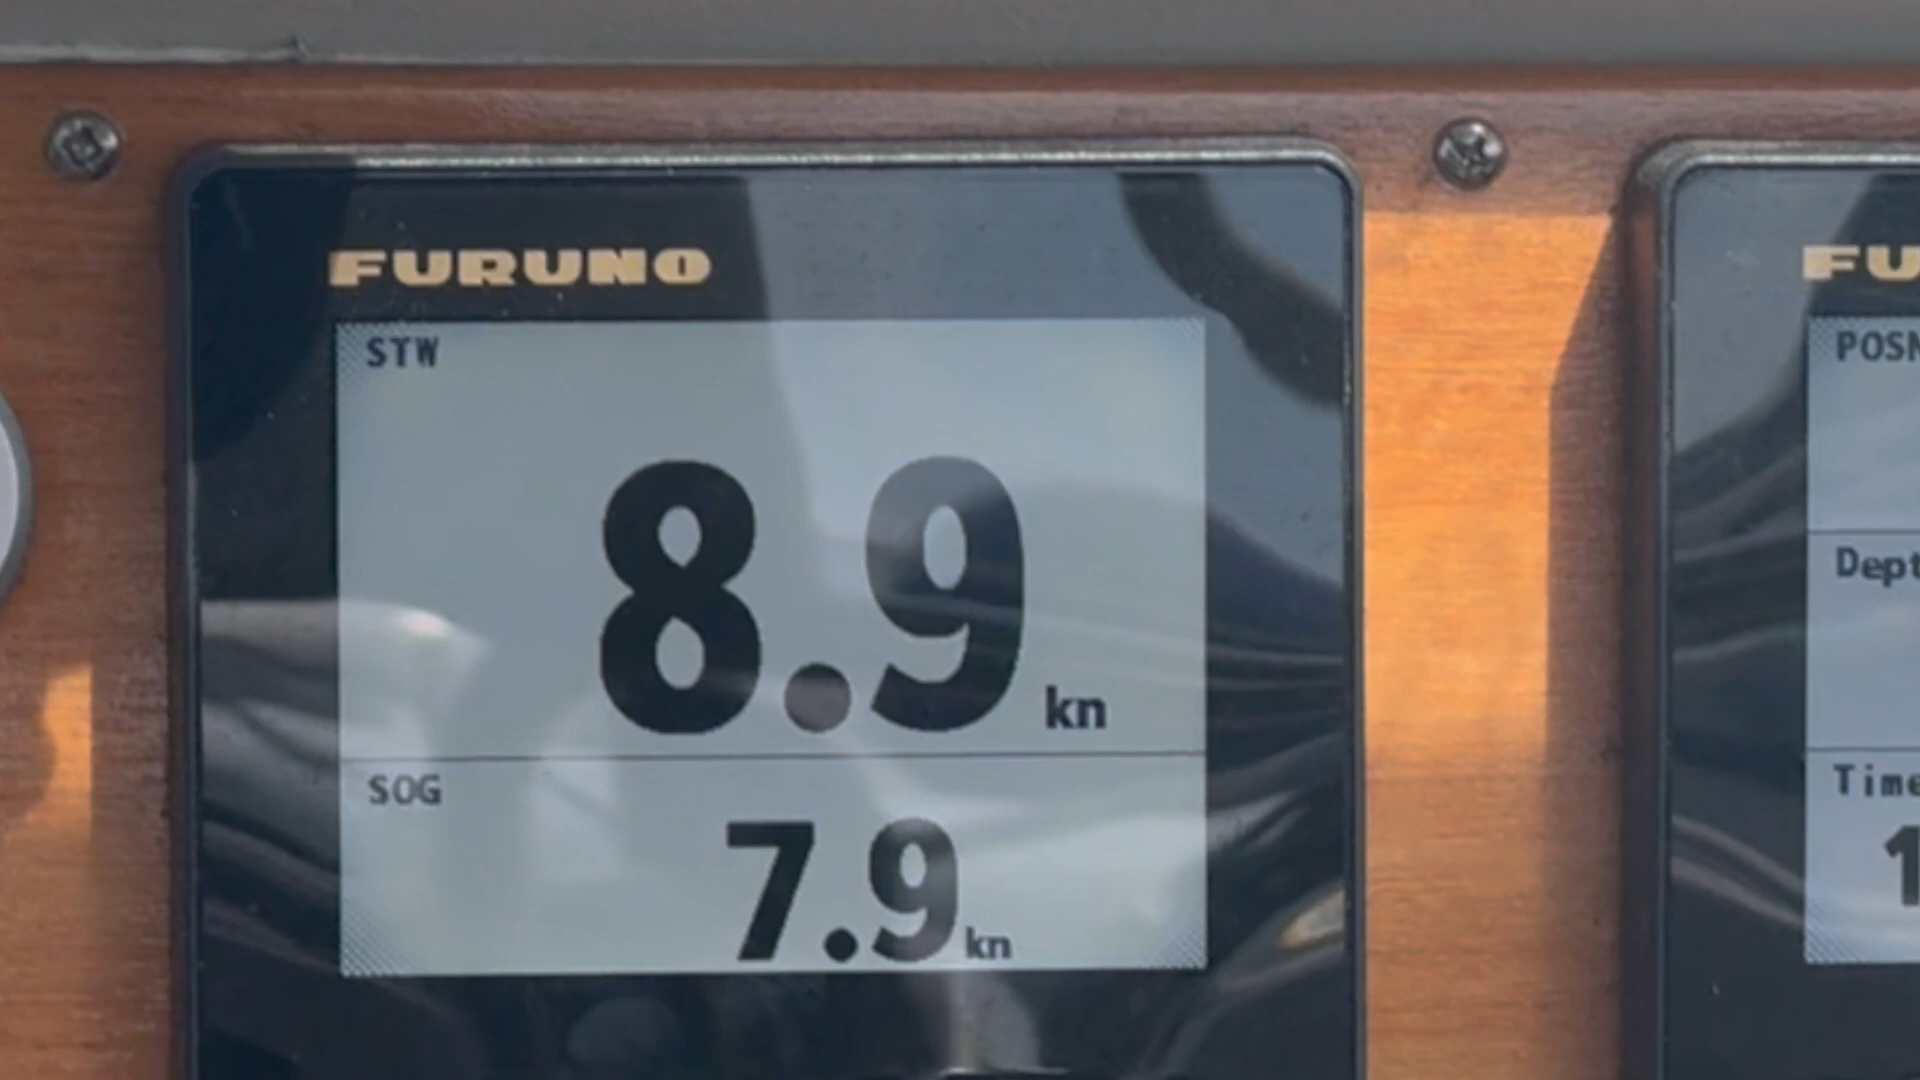 FURUNO
STW
8.9 kn
SOG
7.9 kn
FU
POSN
Dept
Time
1